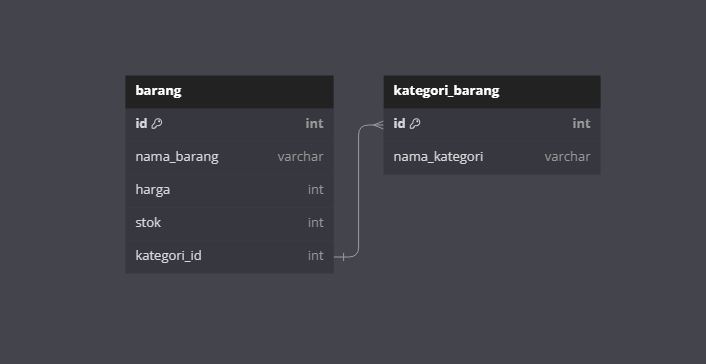 barang
id int
nama_barang varchar
harga int
stok int
kategori_id int
kategori_barang
id int
nama_kategori varchar